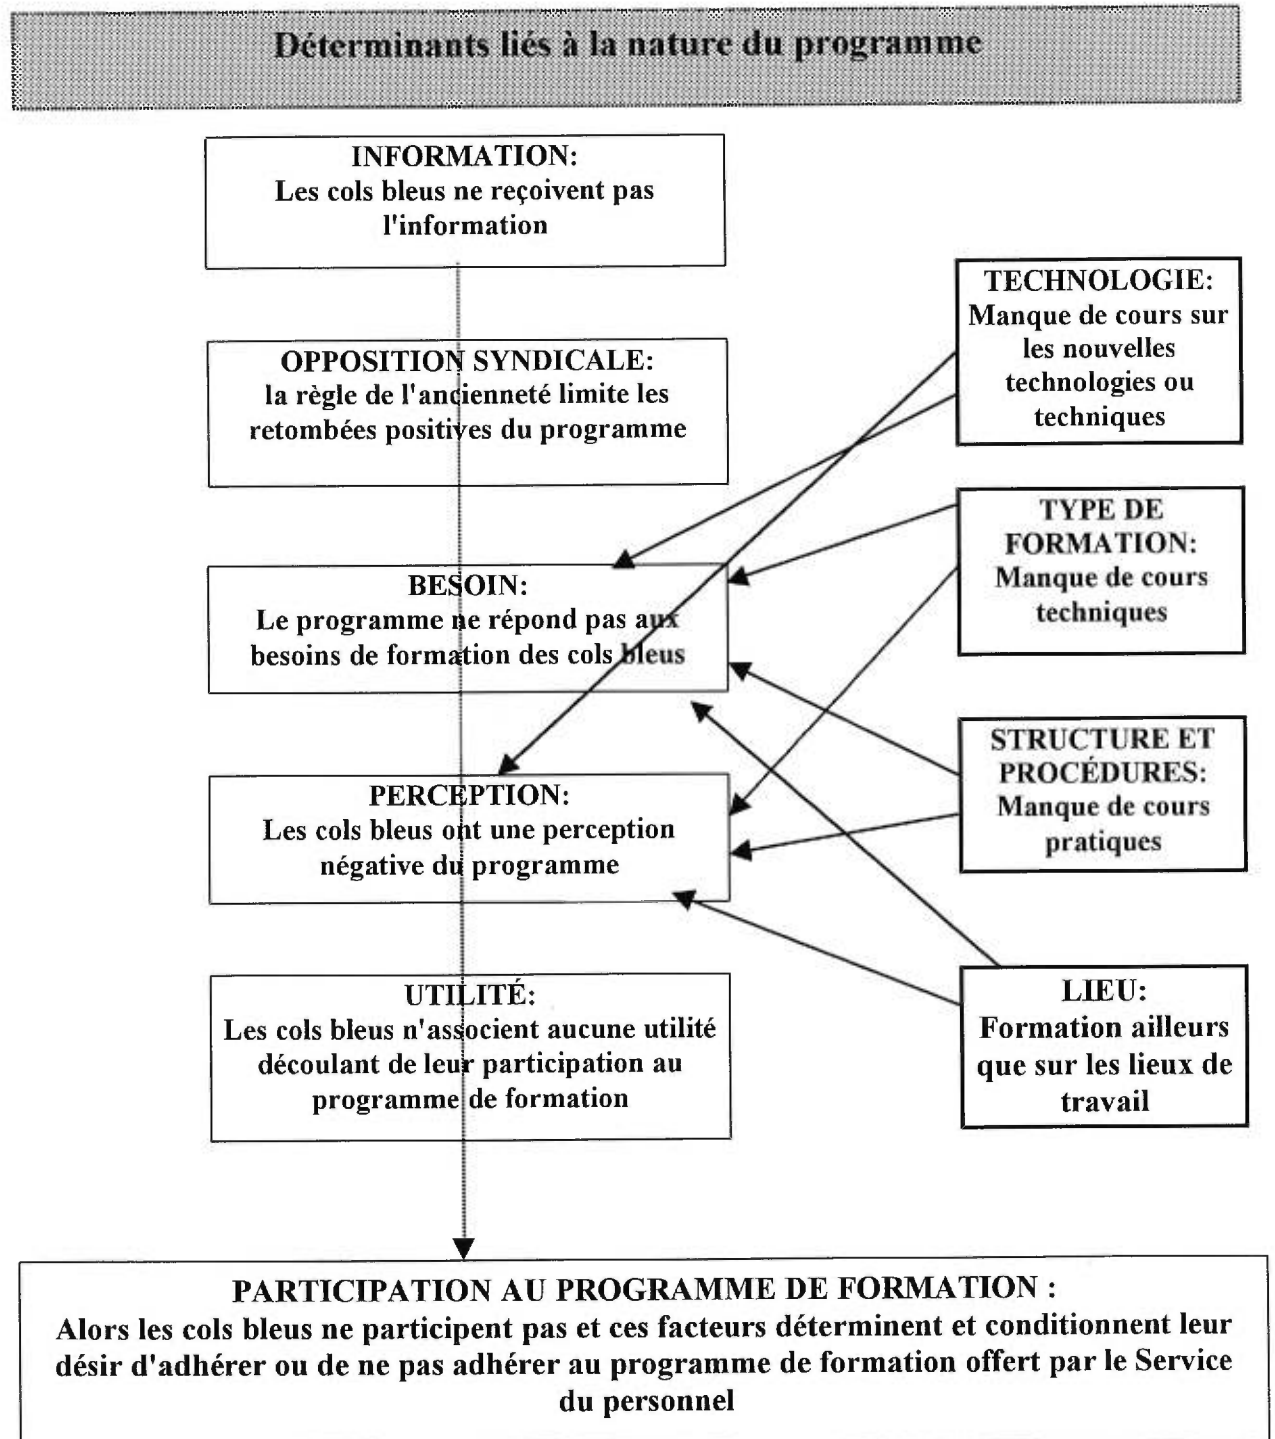 Déterminants liés à la nature du programme
INFORMATION:
Les cols bleus ne reçoivent pas
l'information
OPPOSITION SYNDICALE:
la règle de l'ancienneté limite les
retombées positives du programme
BESOIN:
Le programme ne répond pas aux
besoins de formation des cols bleus
PERCEPTION:
Les cols bleus ont une perception
négative du programme
UTILITÉ:
Les cols bleus n'associent aucune utilité
découlant de leur participation au
programme de formation
TECHNOLOGIE:
Manque de cours sur
les nouvelles
technologies ou
techniques
TYPE DE
FORMATION:
Manque de cours
techniques
STRUCTURE ET
PROCÉDURES:
Manque de cours
pratiques
LIEU:
Formation ailleurs
que sur les lieux de
travail
PARTICIPATION AU PROGRAMME DE FORMATION :
Alors les cols bleus ne participent pas et ces facteurs déterminent et conditionnent leur
désir d'adhérer ou de ne pas adhérer au programme de formation offert par le Service
du personnel